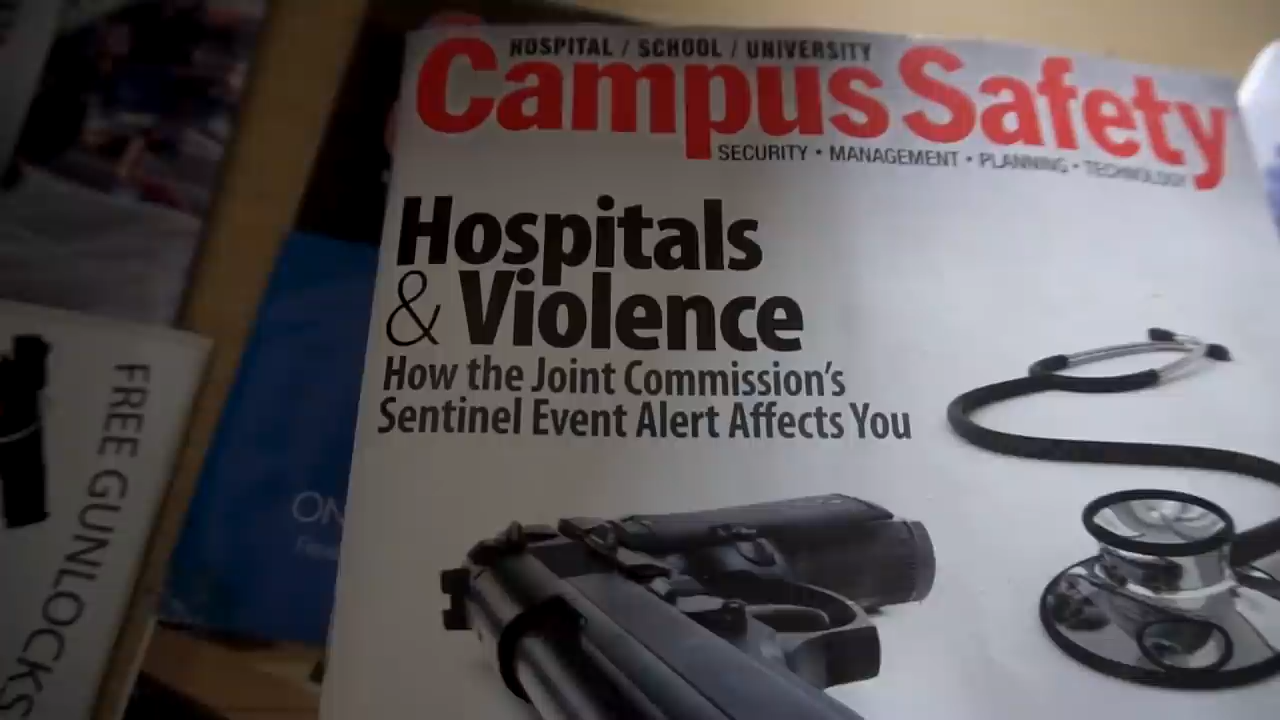 HOSPITAL / SCHOOL / UNIVERSITY
Campus Safety
SECURITY • MANAGEMENT • PLANNING • TECHNOLOGY
Hospitals
& Violence
How the Joint Commission's
Sentinel Event Alert Affects You
FREE GUNLOCKS
ON